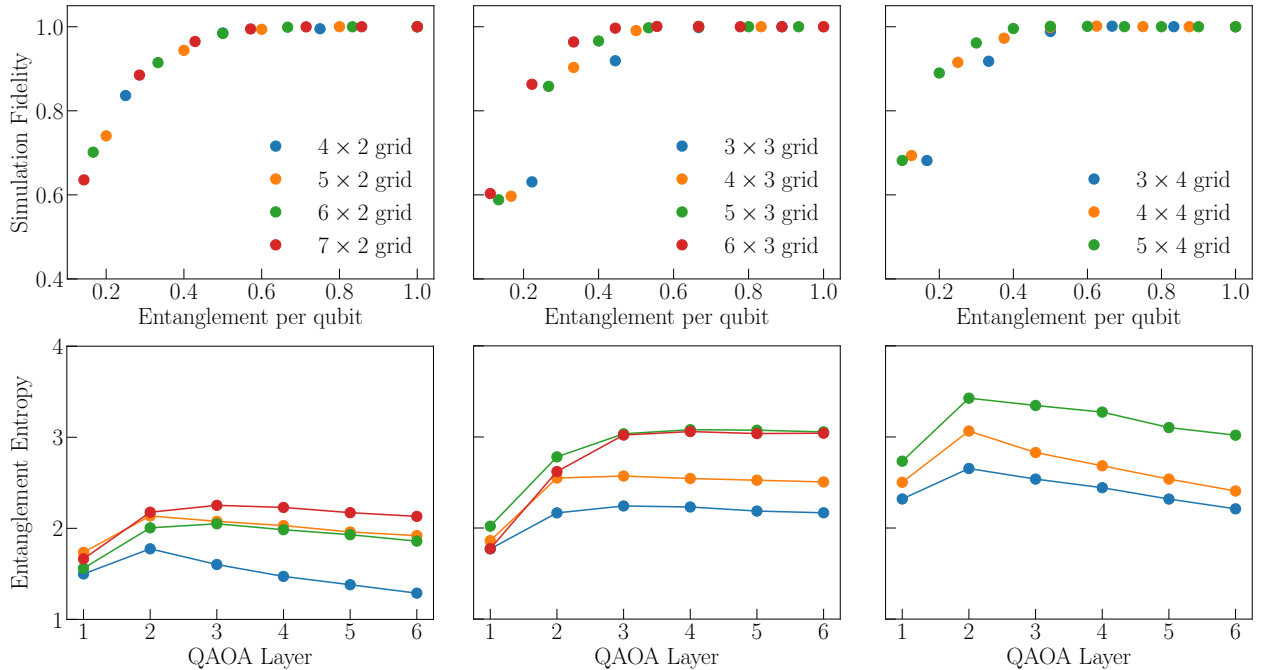 Simulation Fidelity
1.0
0.8
0.6
0.4
4 × 2 grid
5 × 2 grid
6 × 2 grid
7 × 2 grid
0.2 0.4 0.6 0.8 1.0
Entanglement per qubit
3 × 3 grid
4 × 3 grid
5 × 3 grid
6 × 3 grid
0.2 0.4 0.6 0.8 1.0
Entanglement per qubit
3 × 4 grid
4 × 4 grid
5 × 4 grid
0.2 0.4 0.6 0.8 1.0
Entanglement per qubit
Entanglement Entropy
4
3
2
1
1 2 3 4 5 6
QAOA Layer
1 2 3 4 5 6
QAOA Layer
1 2 3 4 5 6
QAOA Layer